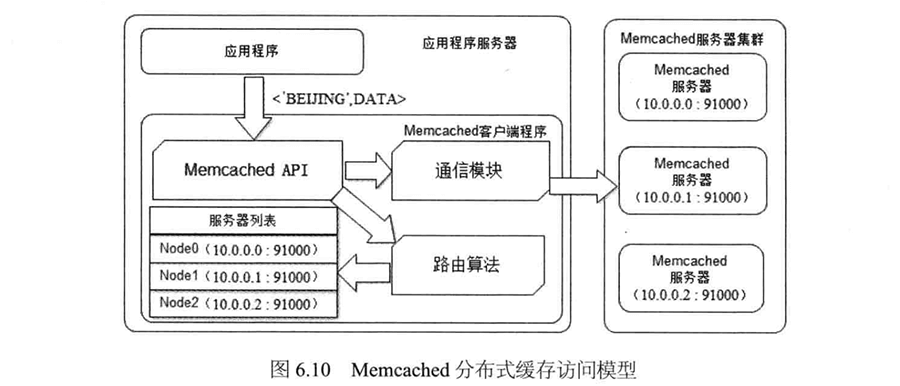 应用程序
应用程序服务器
<'BEIJING',DATA>
Memcached客户端程序
Memcached API
通信模块
服务器列表
Node0（10.0.0.0 : 91000）
Node1（10.0.0.1 : 91000）
Node2（10.0.0.2 : 91000）
路由算法
Memcached服务器集群
Memcached
服务器
（10.0.0.0 : 91000）
Memcached
服务器
（10.0.0.1 : 91000）
Memcached
服务器
（10.0.0.2 : 91000）
图 6.10 Memcached 分布式缓存访问模型